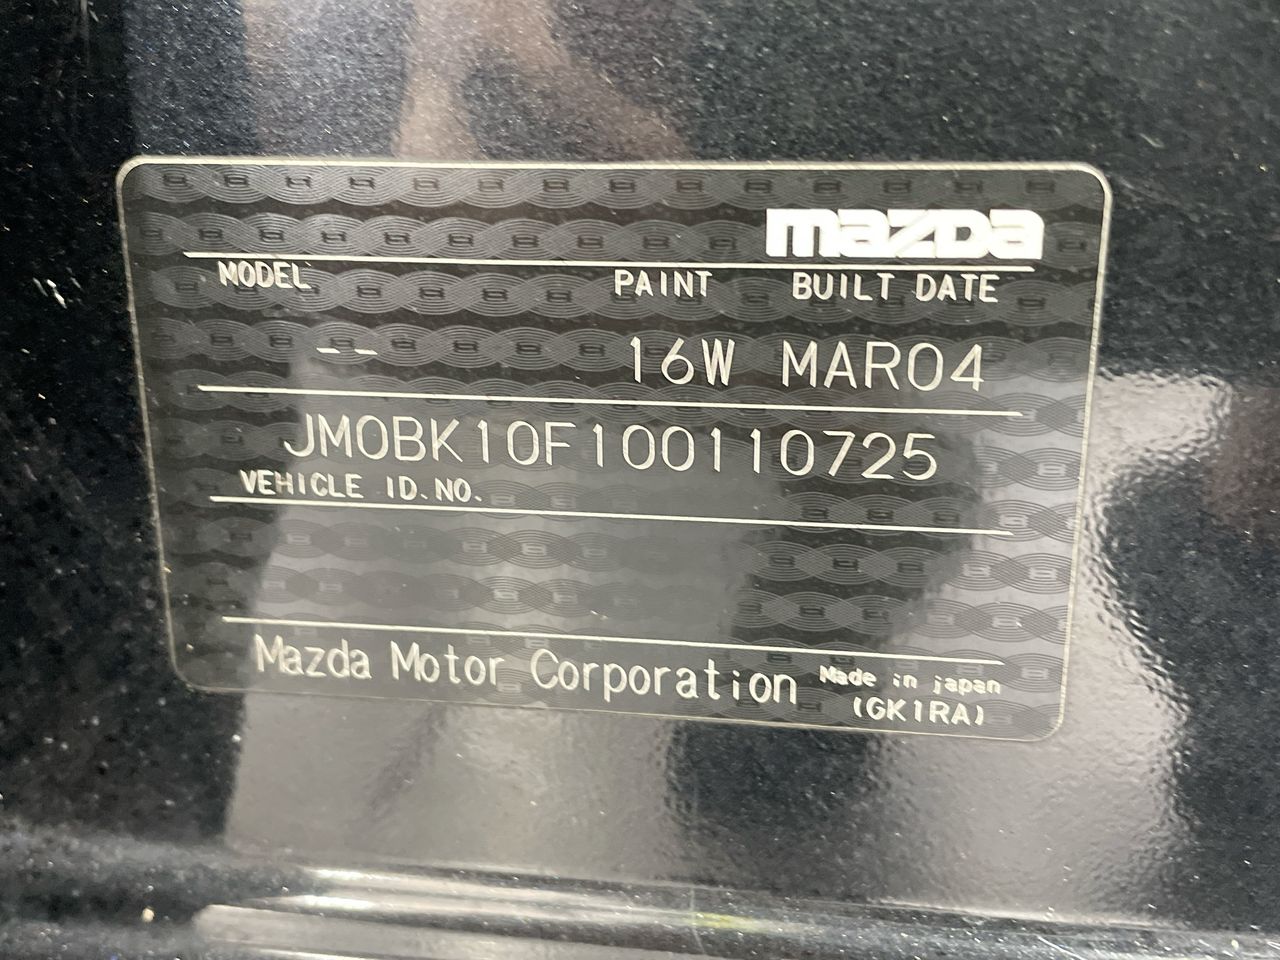 mazda
MODEL PAINT BUILT DATE
-- 16W MAR04
JM0BK10F100110725
VEHICLE ID.NO.
Mazda Motor Corporation Made in japan
(GK1RA)